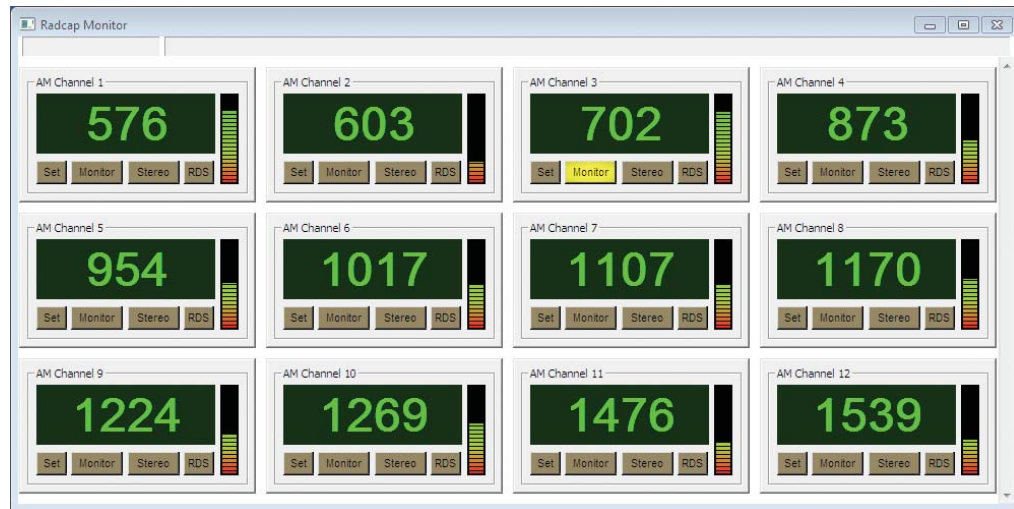 Radcap Monitor
AM Channel 1 AM Channel 2 AM Channel 3 AM Channel 4
576 603 702 873
Set Monitor Stereo RDS Set Monitor Stereo RDS Set Monitor Stereo RDS Set Monitor Stereo RDS
AM Channel 5 AM Channel 6 AM Channel 7 AM Channel 8
954 1017 1107 1170
Set Monitor Stereo RDS Set Monitor Stereo RDS Set Monitor Stereo RDS Set Monitor Stereo RDS
AM Channel 9 AM Channel 10 AM Channel 11 AM Channel 12
1224 1269 1476 1539
Set Monitor Stereo RDS Set Monitor Stereo RDS Set Monitor Stereo RDS Set Monitor Stereo RDS